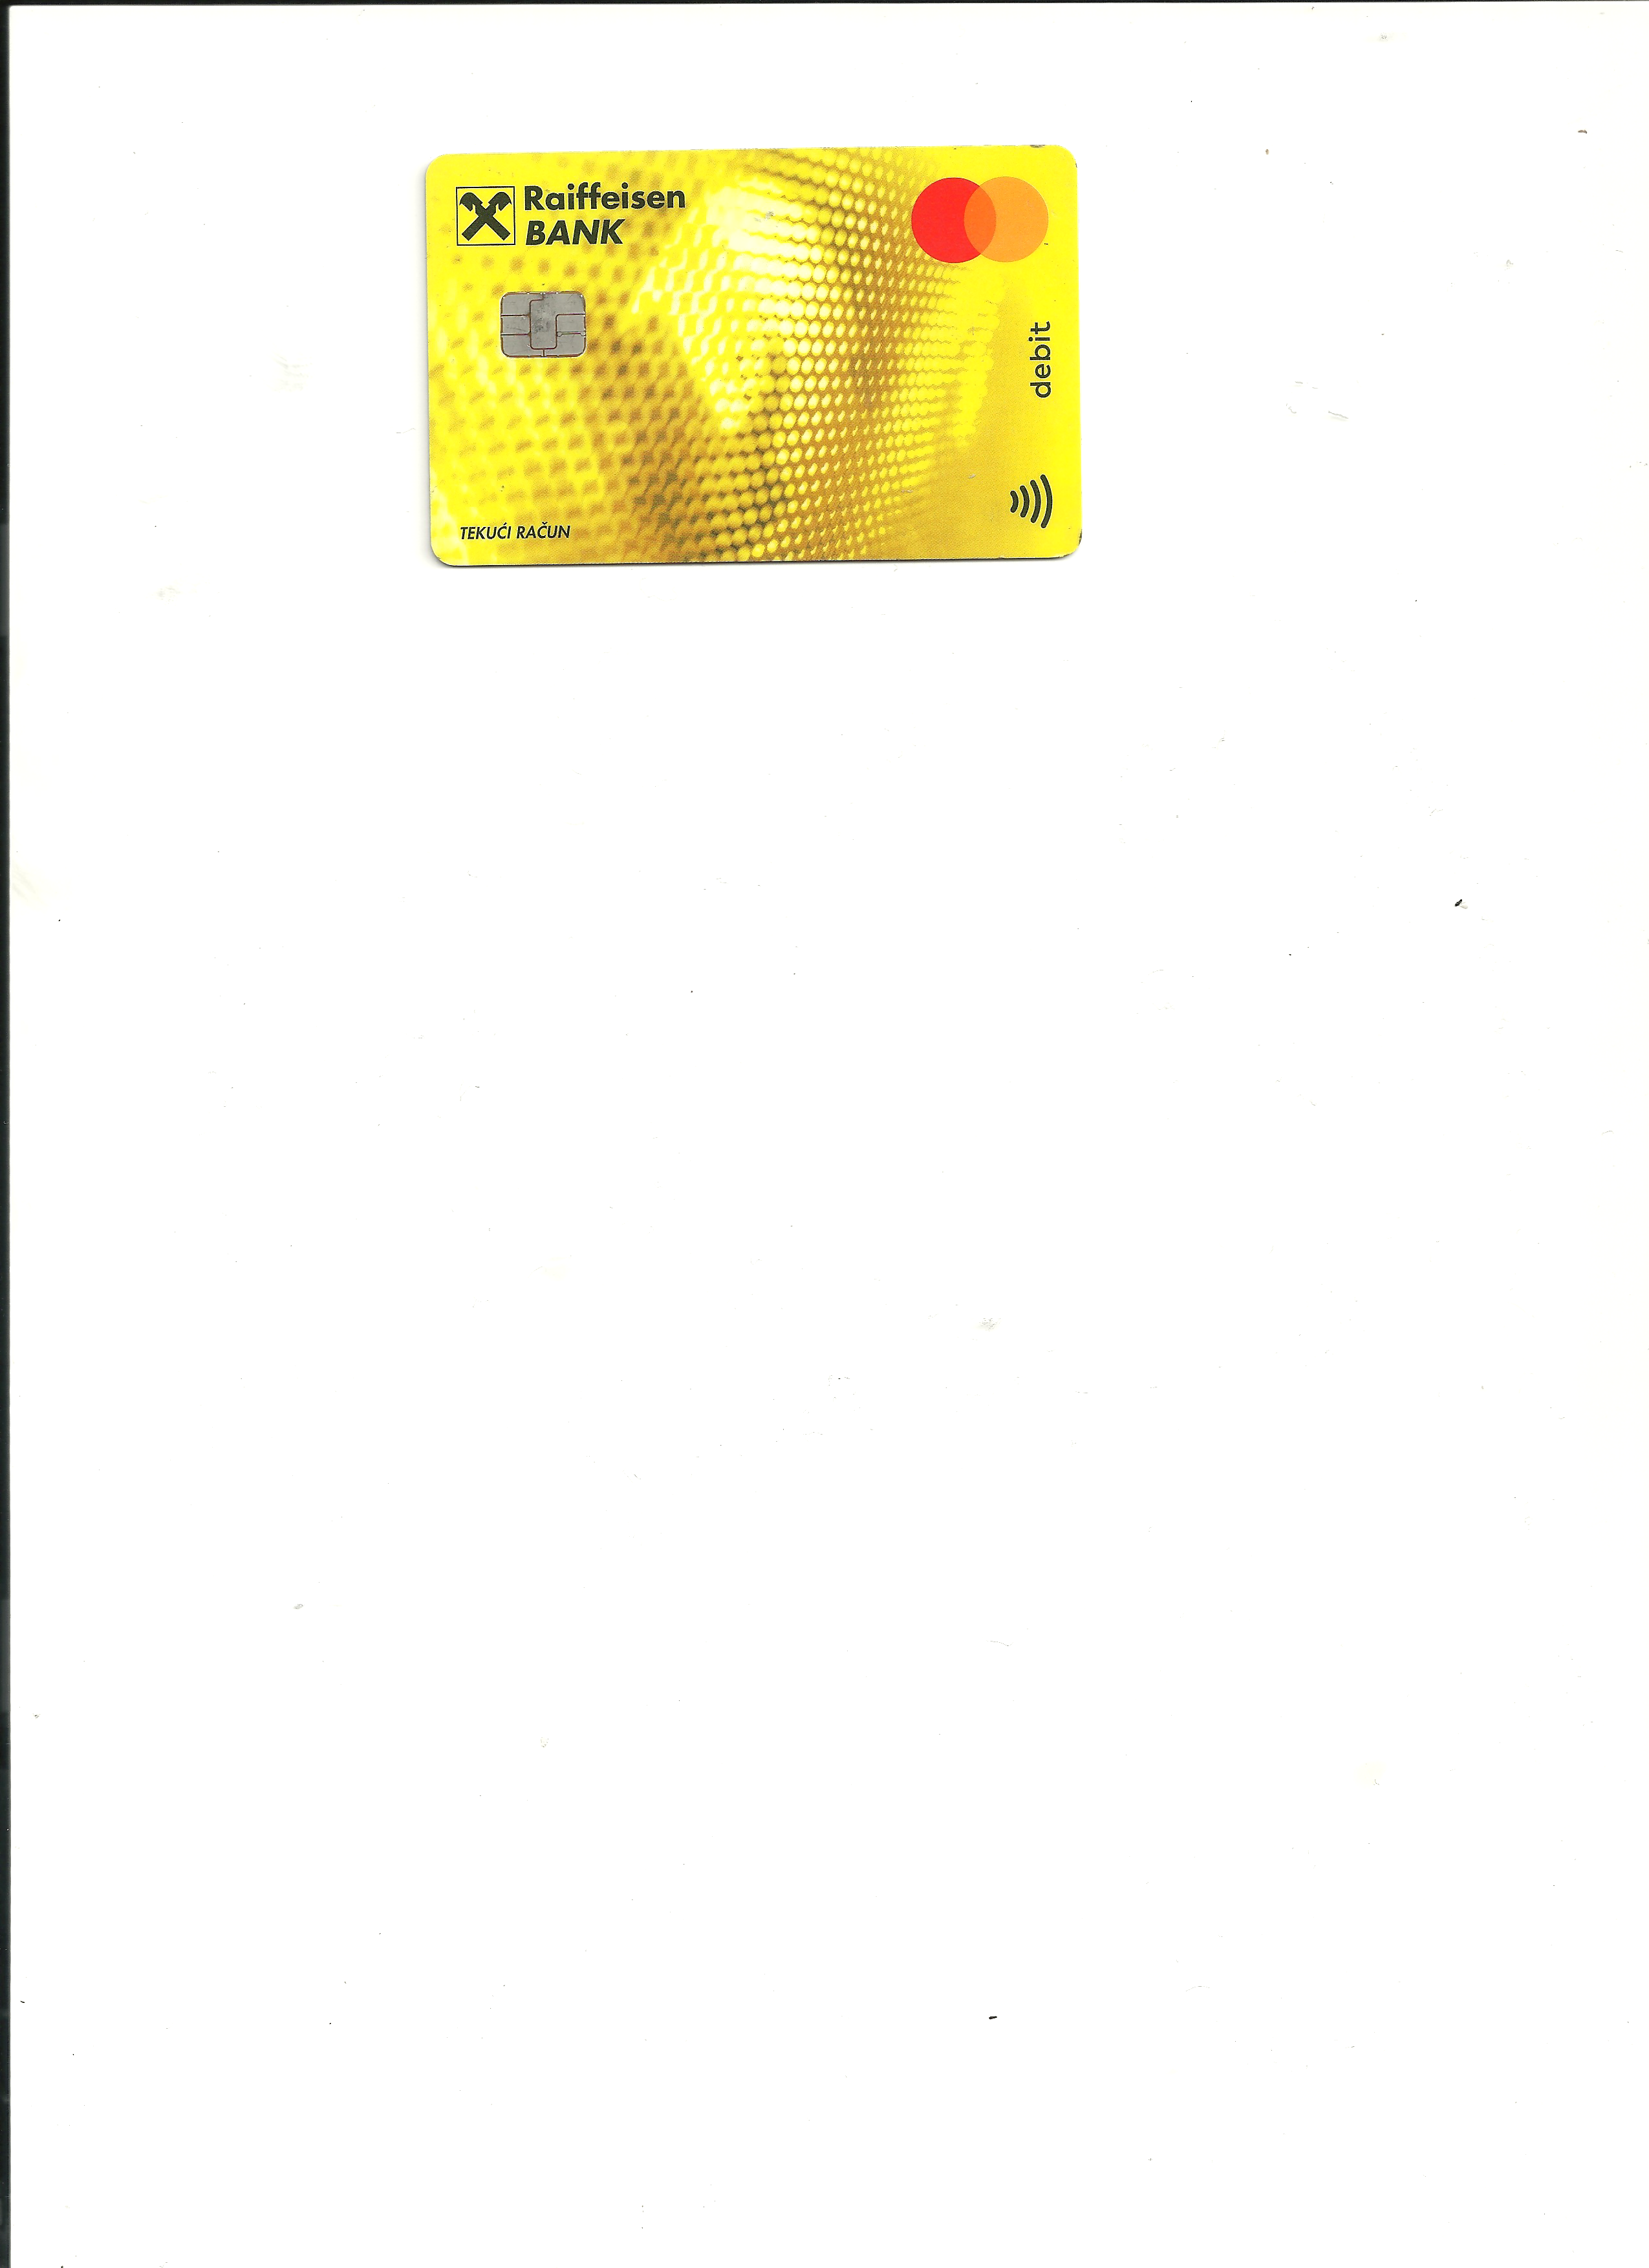 Raiffeisen
BANK
debit
TEKUĆI RAČUN